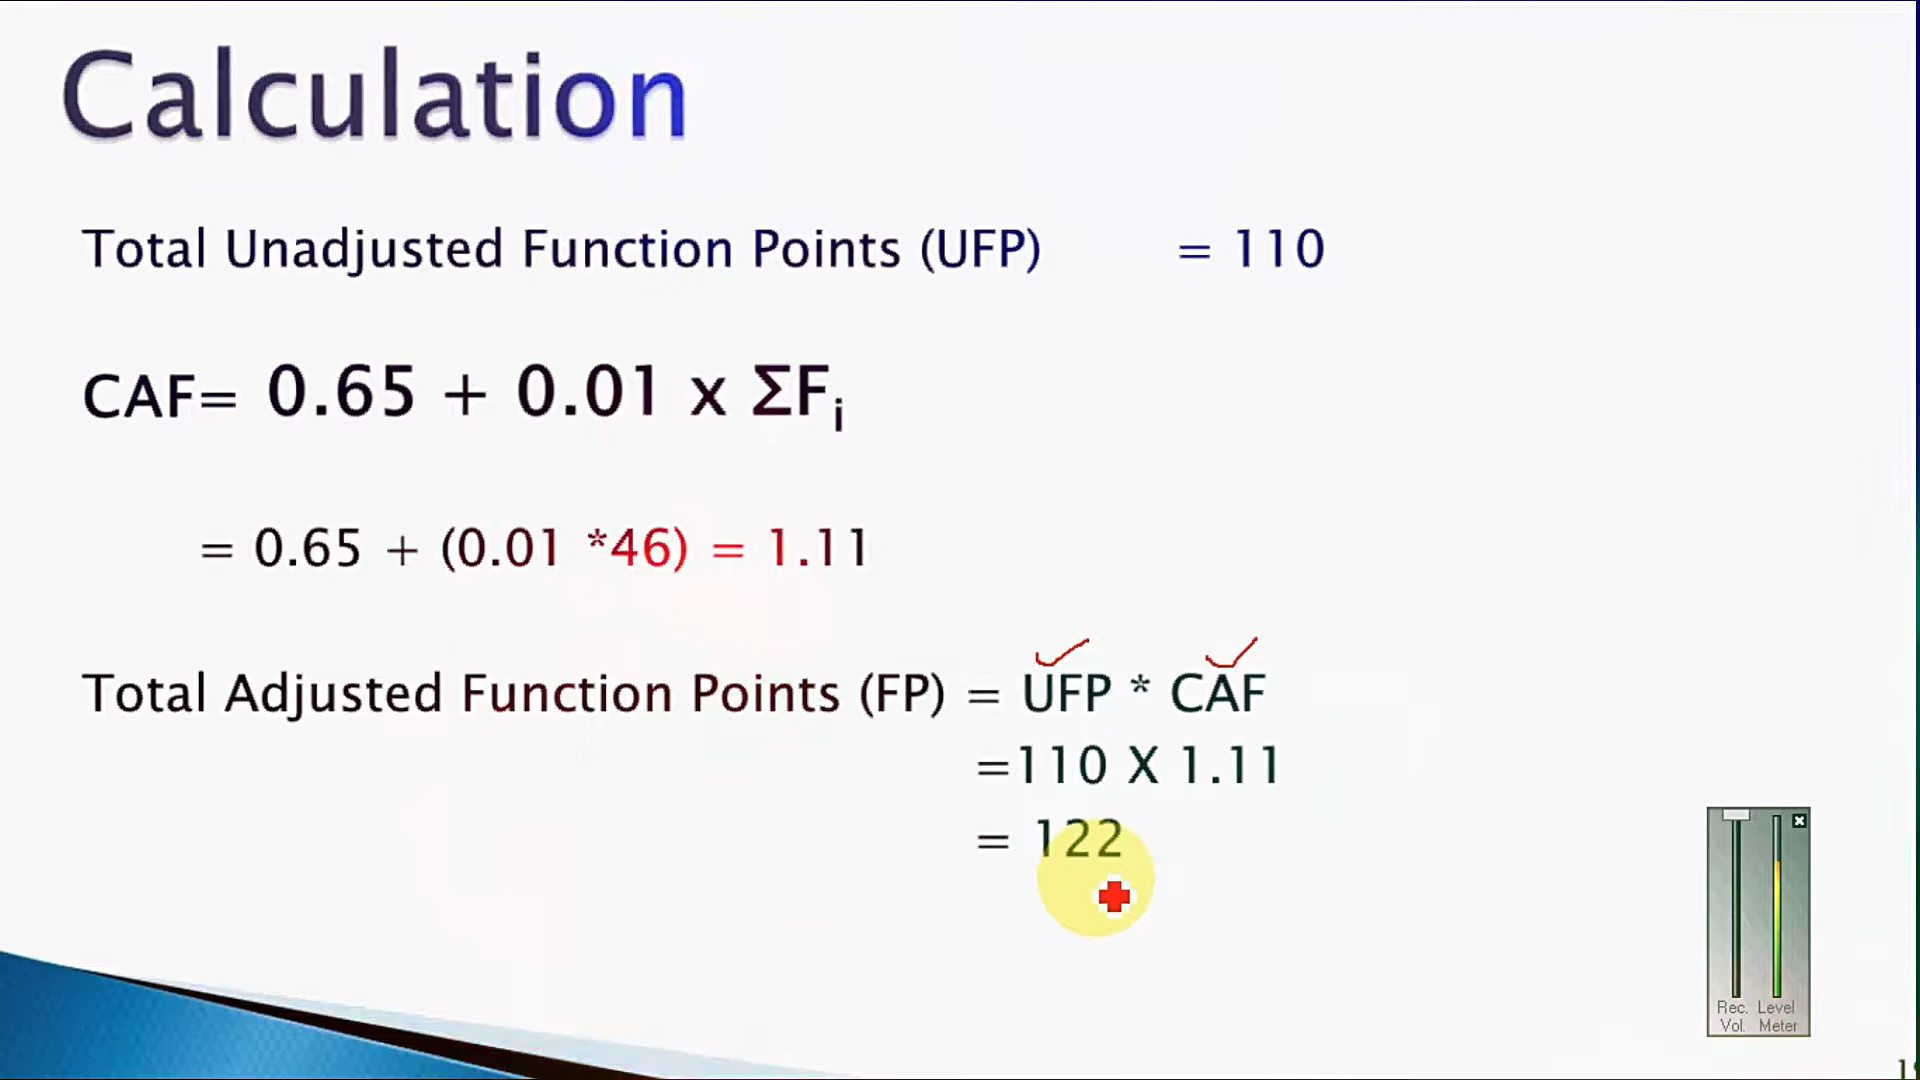 Calculation
Total Unadjusted Function Points (UFP) = 110
CAF= 0.65 + 0.01 x ΣFᵢ
= 0.65 + (0.01 *46) = 1.11
Total Adjusted Function Points (FP) = UFP * CAF
=110 X 1.11
= 122
Rec. Level
Vol. Meter